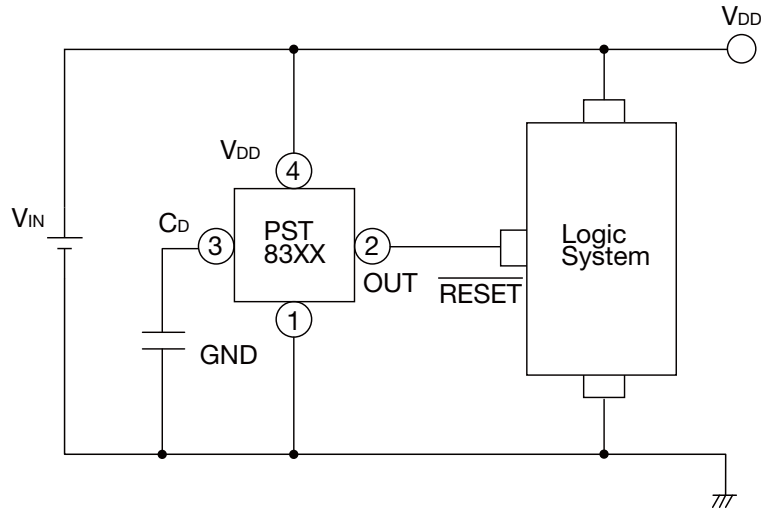 VDD
VDD
4
VIN
CD
3
PST
83XX
2
OUT
RESET
Logic
System
1
GND